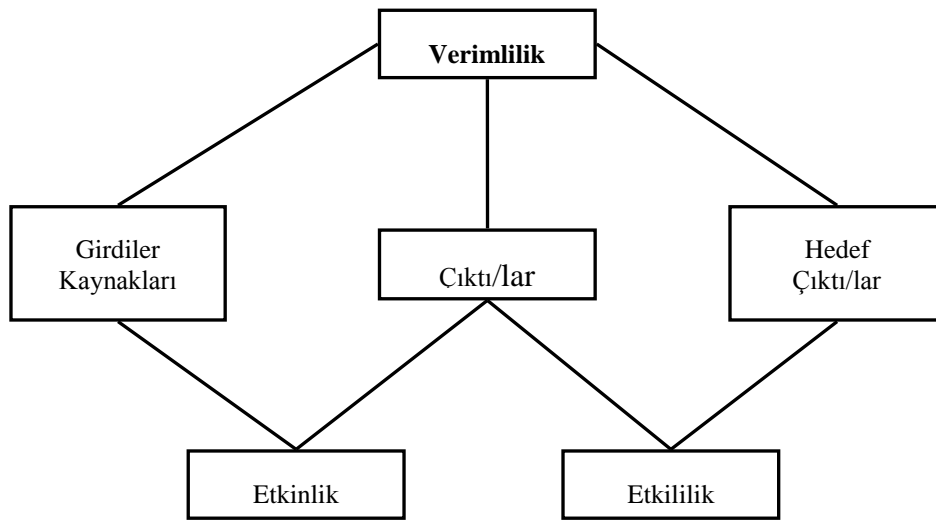 Verimlilik
Girdiler
Kaynakları
Çıktı/lar
Hedef
Çıktı/lar
Etkinlik
Etkililik